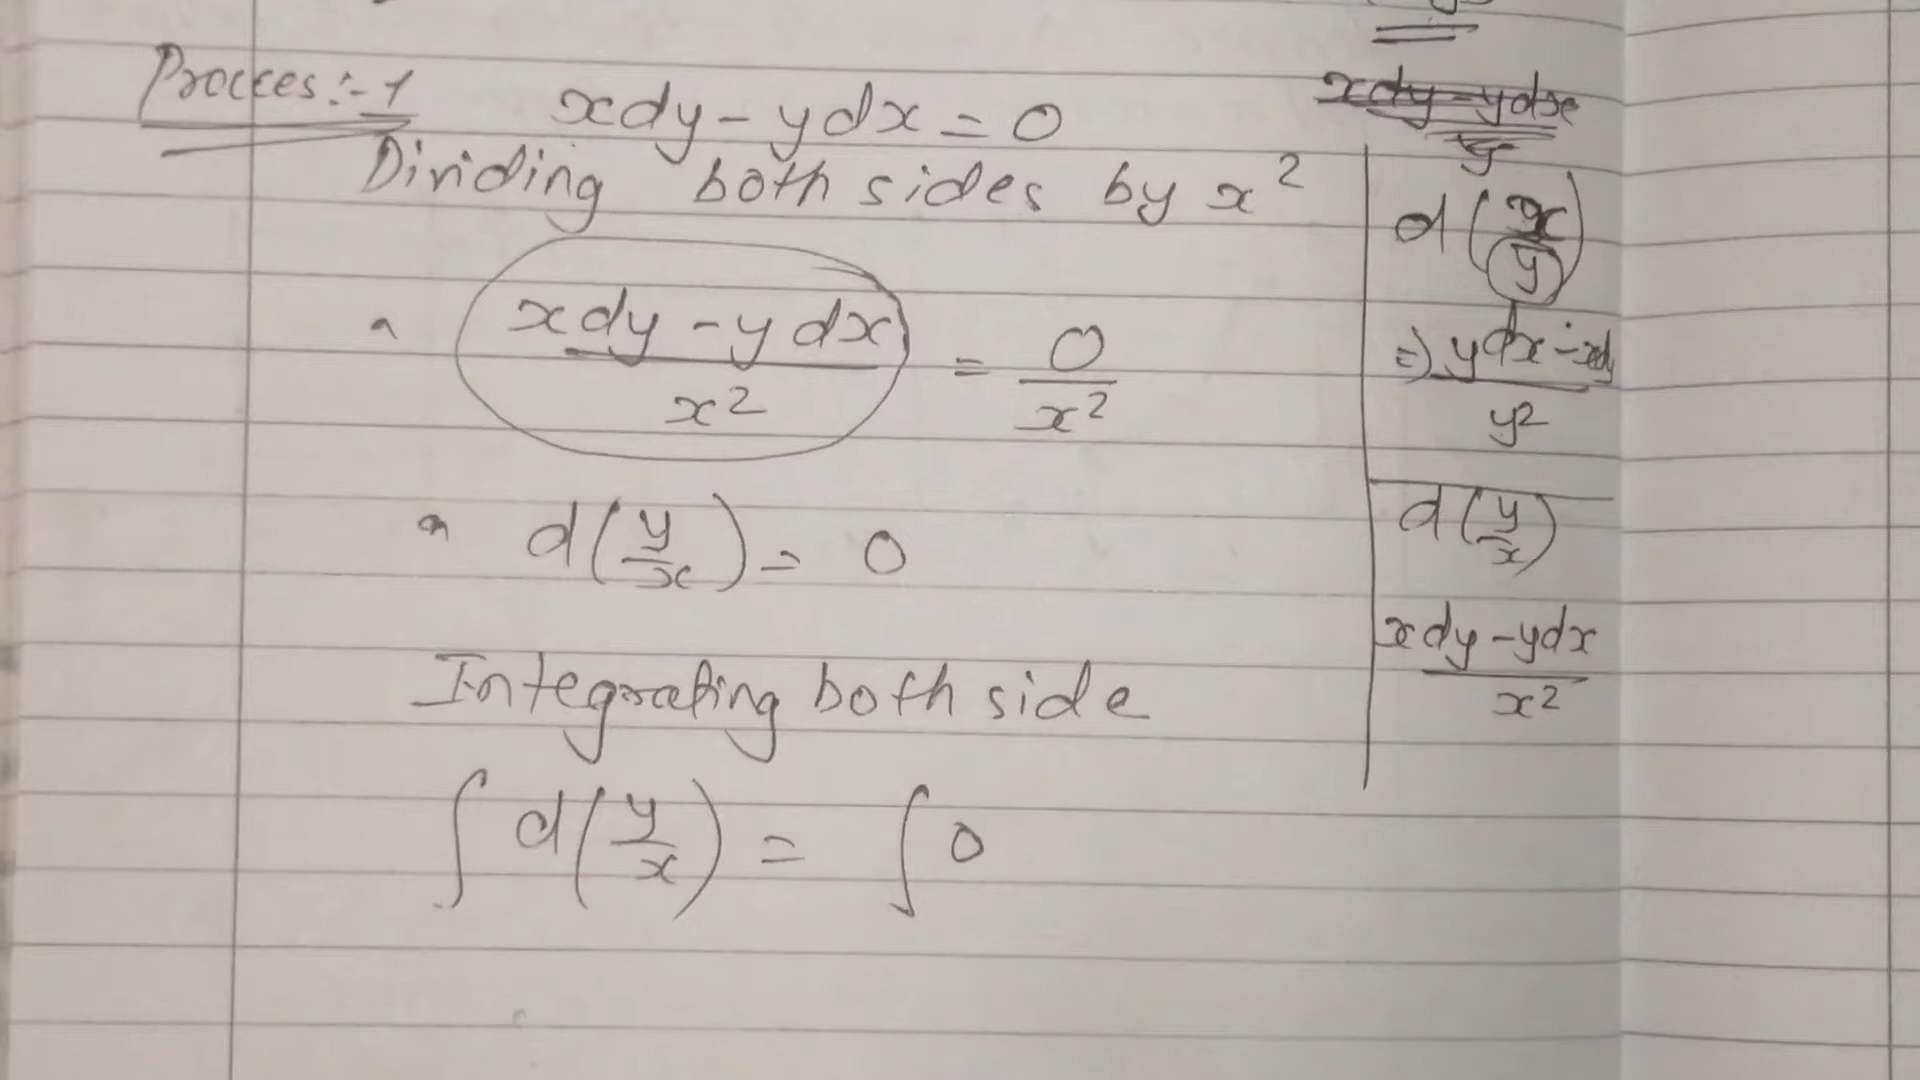 Procces:-1
xdy - ydx = 0
Dividing both sides by x²
(xdy - ydx)/x² = 0/x²
d(y/x) = 0
Integrating both side
∫ d(y/x) = ∫ 0
xdy - ydx
y
d(x/y)
=) (ydx - xdy)/y²
d(y/x)
(xdy - ydx)/x²